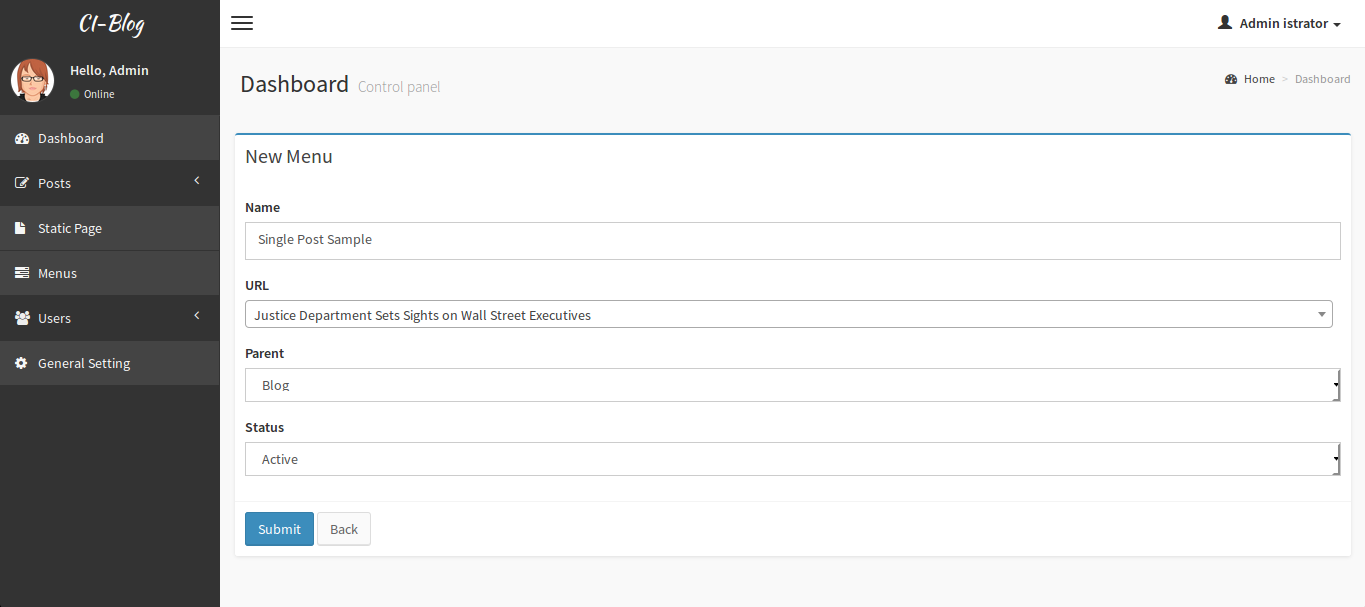 CI-Blog
Admin istrator
Hello, Admin
Online
Dashboard Control panel
Home > Dashboard
Dashboard
Posts
Static Page
Menus
Users
General Setting
New Menu
Name
Single Post Sample
URL
Justice Department Sets Sights on Wall Street Executives
Parent
Blog
Status
Active
Submit Back